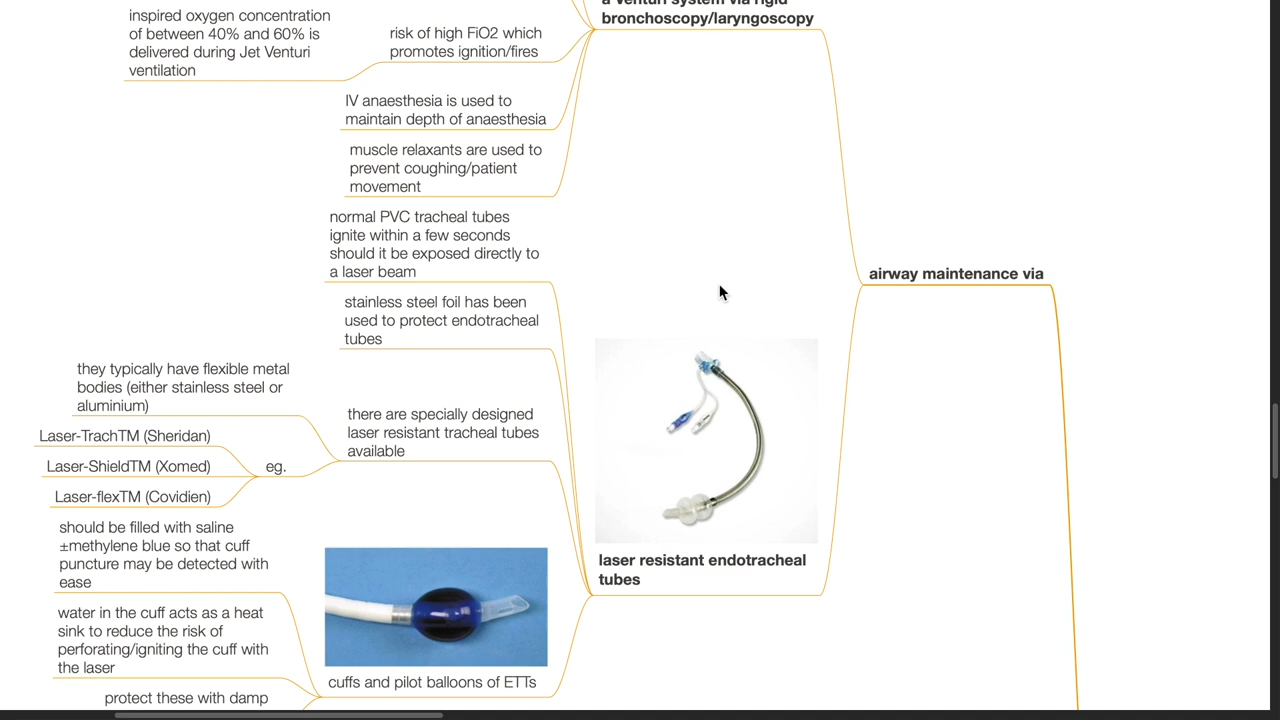 a Venturi system via rigid
bronchoscopy/laryngoscopy
inspired oxygen concentration
of between 40% and 60% is
delivered during Jet Venturi
ventilation
risk of high FiO2 which
promotes ignition/fires
IV anaesthesia is used to
maintain depth of anaesthesia
muscle relaxants are used to
prevent coughing/patient
movement
airway maintenance via
normal PVC tracheal tubes
ignite within a few seconds
should it be exposed directly to
a laser beam
stainless steel foil has been
used to protect endotracheal
tubes
they typically have flexible metal
bodies (either stainless steel or
aluminium)
there are specially designed
laser resistant tracheal tubes
available
Laser-TrachTM (Sheridan)
Laser-ShieldTM (Xomed)
eg.
Laser-flexTM (Covidien)
laser resistant endotracheal
tubes
should be filled with saline
±methylene blue so that cuff
puncture may be detected with
ease
water in the cuff acts as a heat
sink to reduce the risk of
perforating/igniting the cuff with
the laser
cuffs and pilot balloons of ETTs
protect these with damp